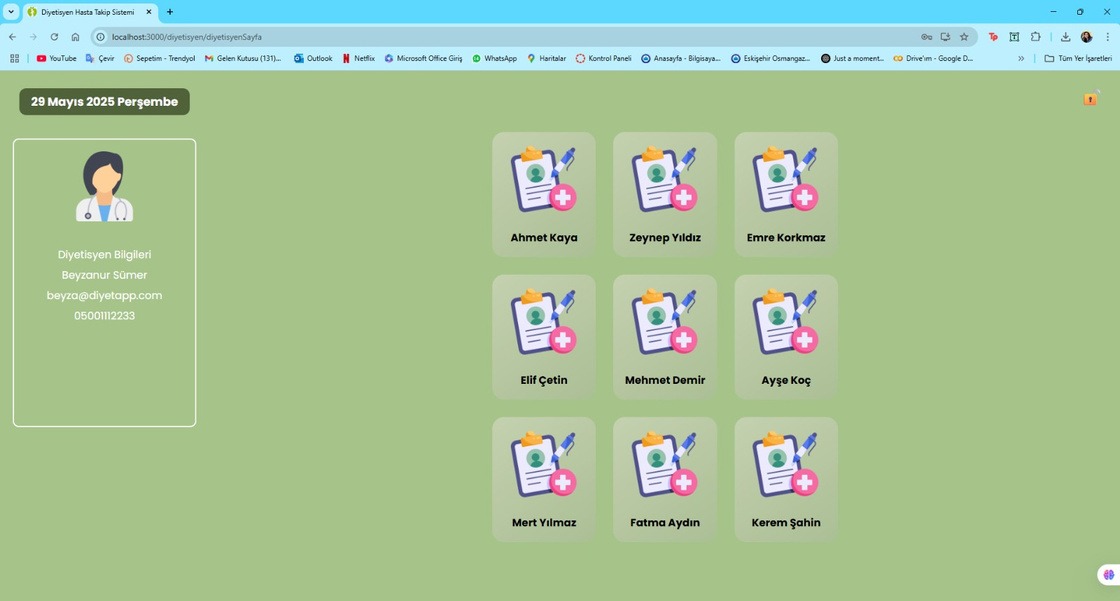 Diyetisyen Hasta Takip Sistemi
localhost:3000/diyetisyen/diyetisyenSayfa
YouTube Çevir Sepetim - Trendyol Gelen Kutusu (131)... Outlook Netflix Microsoft Office Giriş WhatsApp Haritalar Kontrol Paneli Anasayfa - Bilgisaya... Eskişehir Osmangaz... Just a moment... Drive'ım - Google D... Tüm Yer İşaretleri
29 Mayıs 2025 Perşembe
Diyetisyen Bilgileri
Beyzanur Sümer
beyza@diyetapp.com
05001112233
Ahmet Kaya Zeynep Yıldız Emre Korkmaz
Elif Çetin Mehmet Demir Ayşe Koç
Mert Yılmaz Fatma Aydın Kerem Şahin